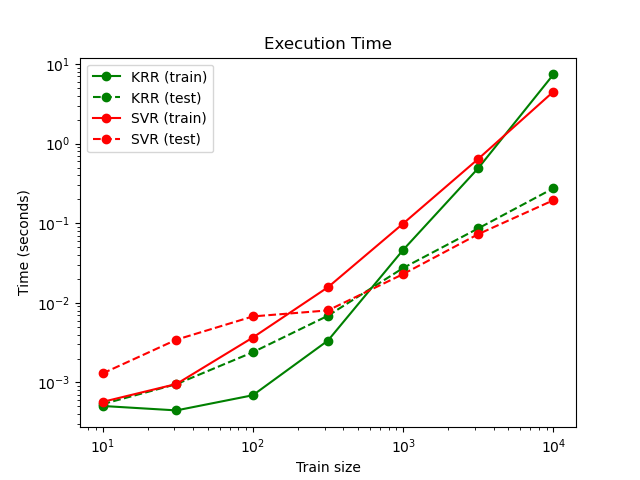 Execution Time
KRR (train)
KRR (test)
SVR (train)
SVR (test)
10¹
10⁰
10⁻¹
10⁻²
10⁻³
Time (seconds)
10¹ 10² 10³ 10⁴
Train size